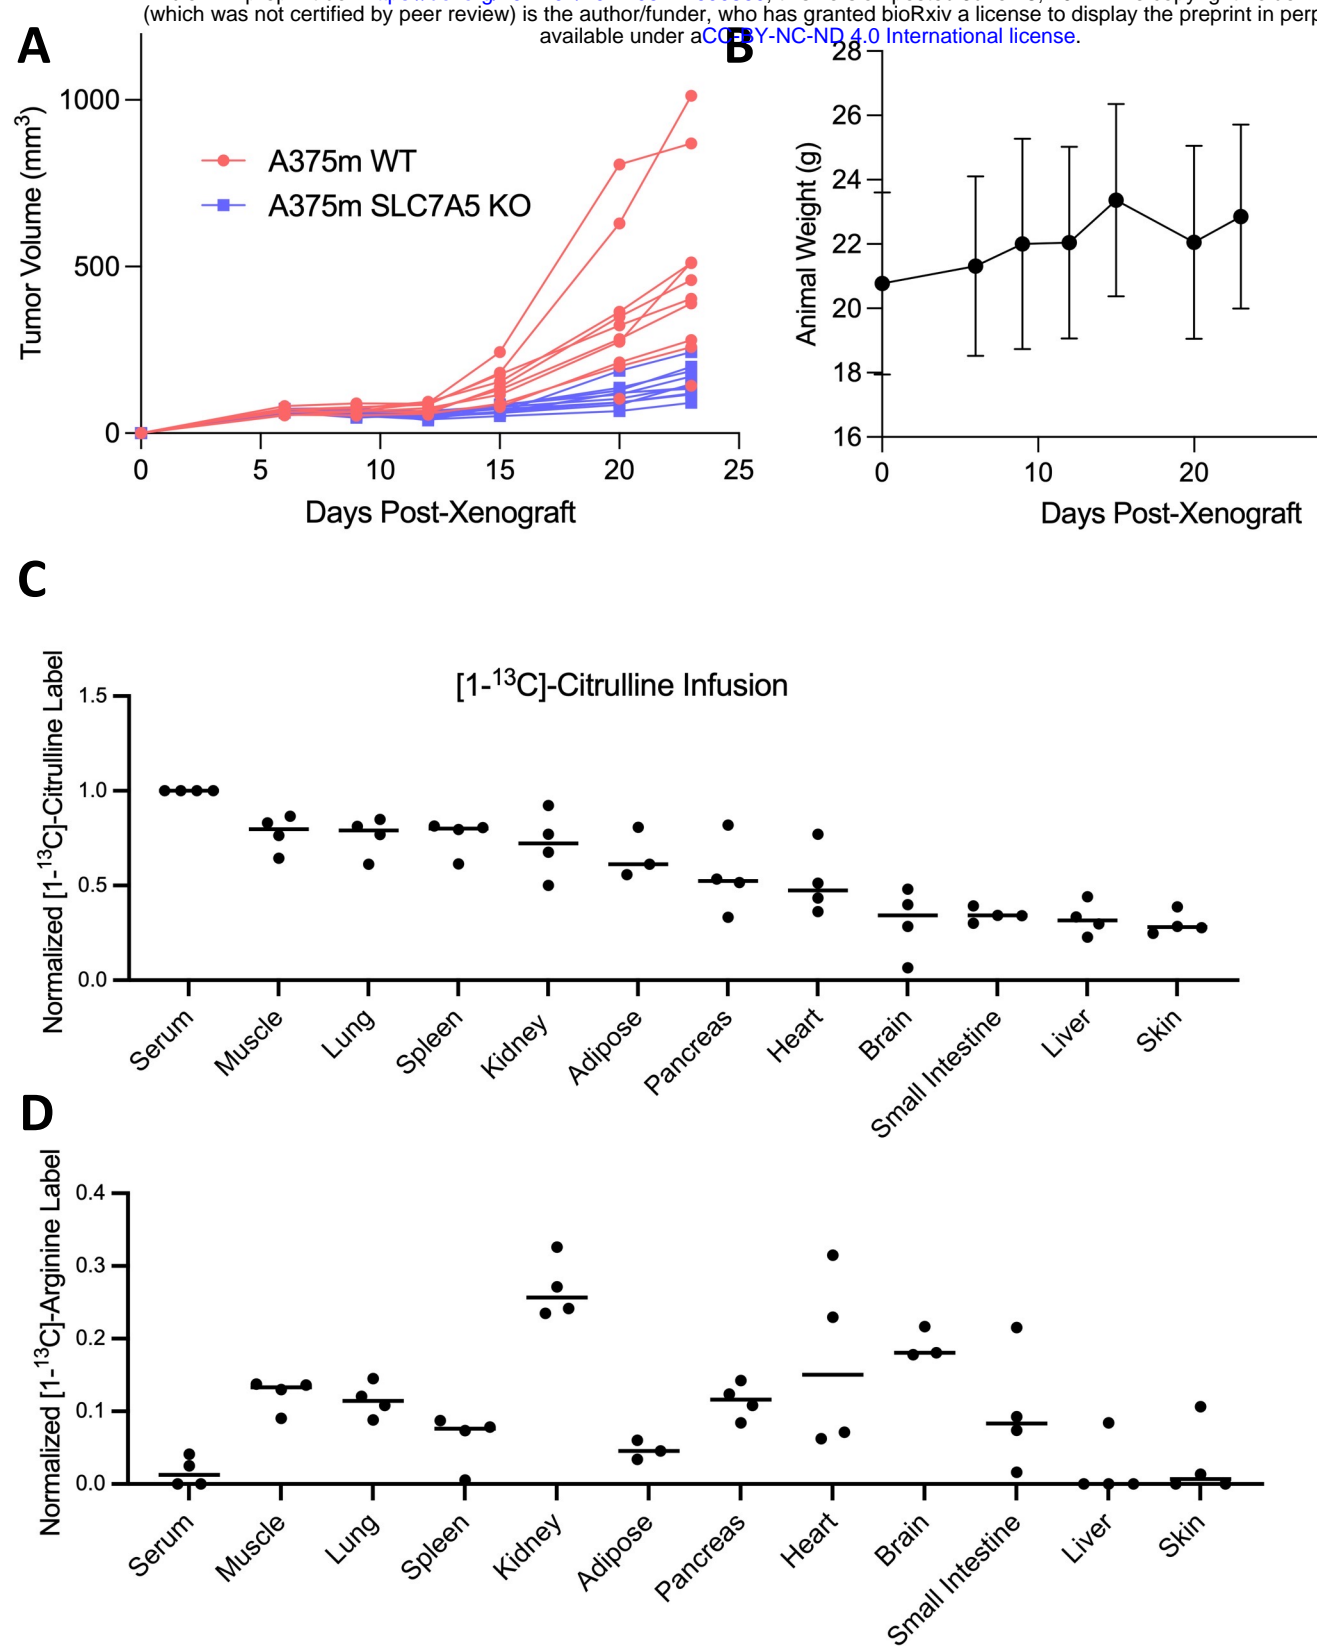 (which was not certified by peer review) is the author/funder, who has granted bioRxiv a license to display the preprint in
available under aCC-BY-NC-ND 4.0 International license.
A
Tumor Volume (mm3)
1000
500
0
A375m WT
A375m SLC7A5 KO
0 5 10 15 20 25
Days Post-Xenograft
B
Animal Weight (g)
28
26
24
22
20
18
16
0 10 20
Days Post-Xenograft
C
[1-13C]-Citrulline Infusion
Normalized [1-13C]-Citrulline Label
1.5
1.0
0.5
0.0
Serum Muscle Lung Spleen Kidney Adipose Pancreas Heart Brain Small Intestine Liver Skin
D
Normalized [1-13C]-Arginine Label
0.4
0.3
0.2
0.1
0.0
Serum Muscle Lung Spleen Kidney Adipose Pancreas Heart Brain Small Intestine Liver Skin